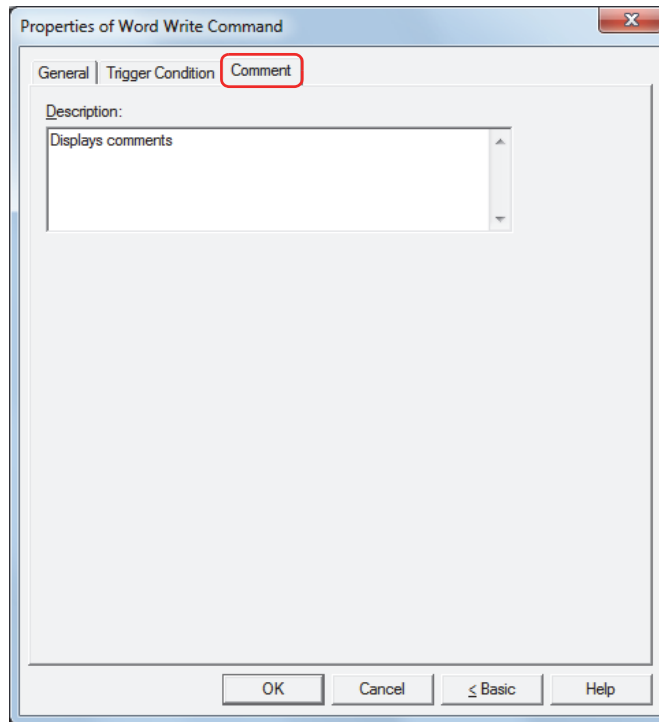 Properties of Word Write Command
General Trigger Condition Comment
Description:
Displays comments
OK Cancel < Basic Help